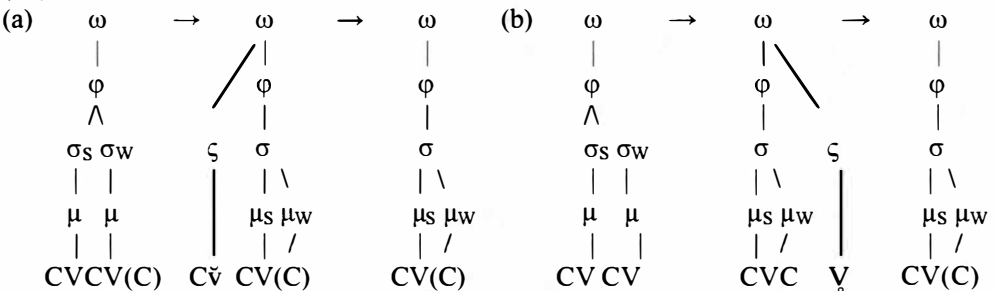 (a) ω → ω → ω (b) ω → ω → ω
φ φ φ φ φ φ
σs σw ς σ σ σs σw σ ς σ
μ μ μs μw μs μw μ μ μs μw μs μw
CVCV(C) Cv̆ CV(C) CV(C) CV CV CVC V̥ CV(C)